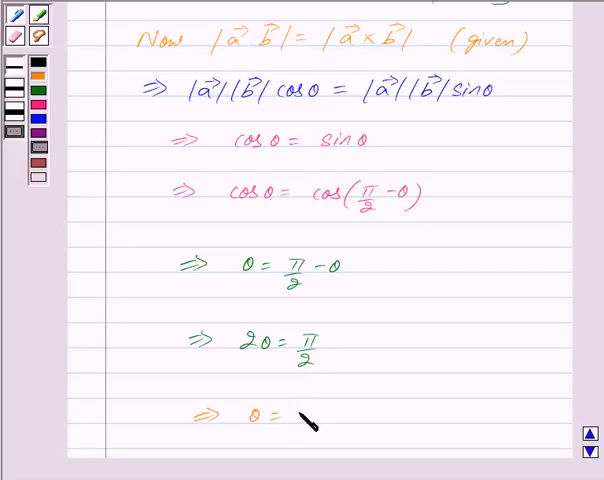 Now |a⃗ b⃗| = |a⃗ × b⃗| (given)
⇒ |a⃗||b⃗| cosθ = |a⃗||b⃗| sinθ
⇒ cosθ = sinθ
⇒ cosθ = cos(π/2 - θ)
⇒ θ = π/2 - θ
⇒ 2θ = π/2
⇒ θ =